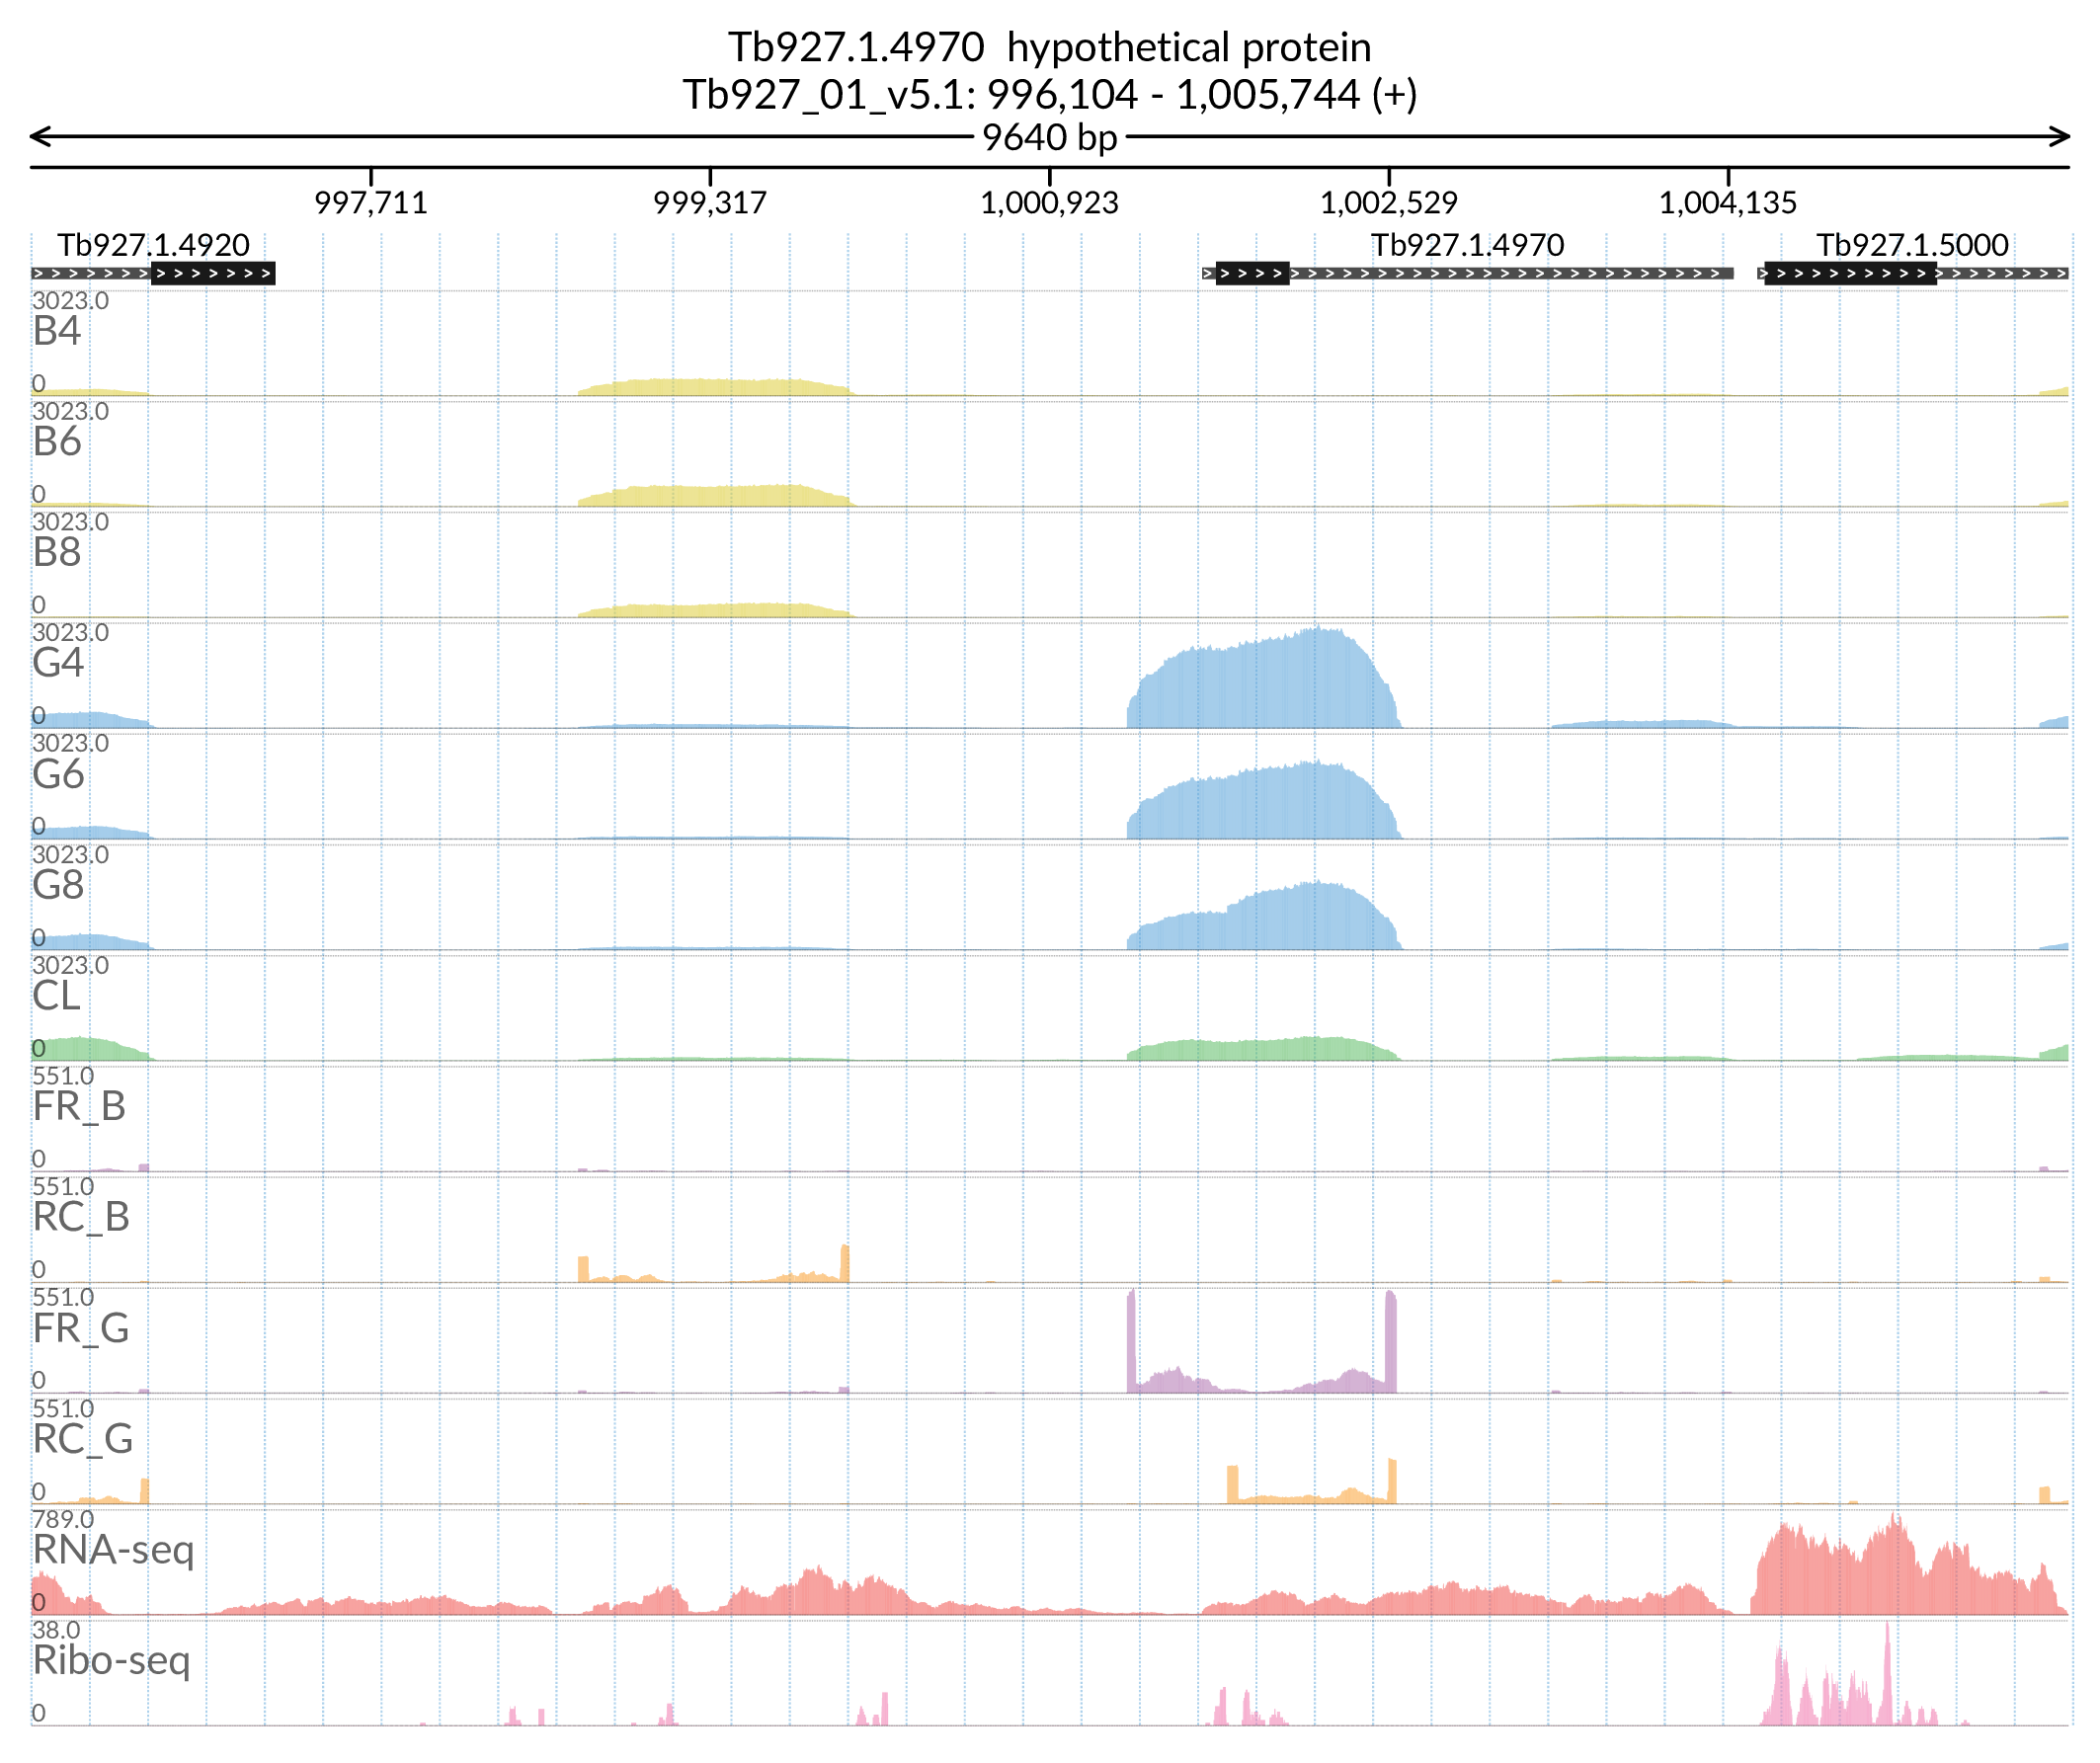 Tb927.1.4970 hypothetical protein
Tb927_01_v5.1: 996,104 - 1,005,744 (+)
9640 bp
997,711 999,317 1,000,923 1,002,529 1,004,135
Tb927.1.4920 Tb927.1.4970 Tb927.1.5000
3023.0
B4
0
3023.0
B6
0
3023.0
B8
0
3023.0
G4
0
3023.0
G6
0
3023.0
G8
0
3023.0
CL
0
551.0
FR_B
0
551.0
RC_B
0
551.0
FR_G
0
551.0
RC_G
0
789.0
RNA-seq
0
38.0
Ribo-seq
0